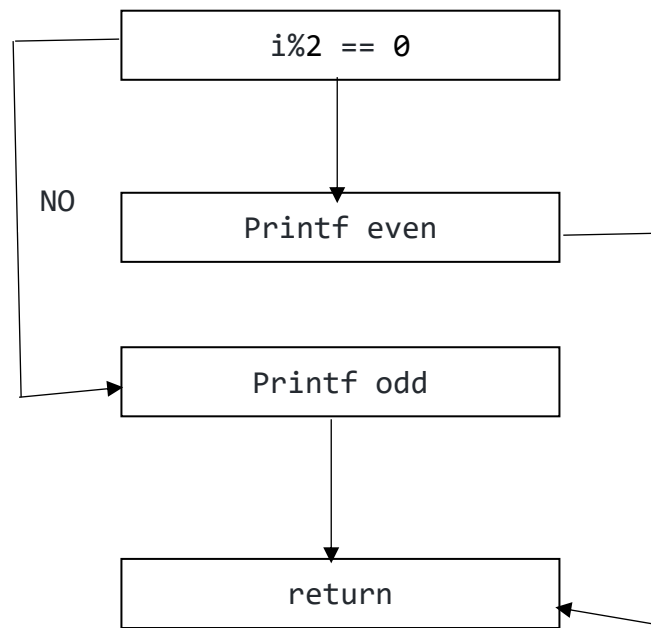 i%2 == 0
NO
Printf even
Printf odd
return